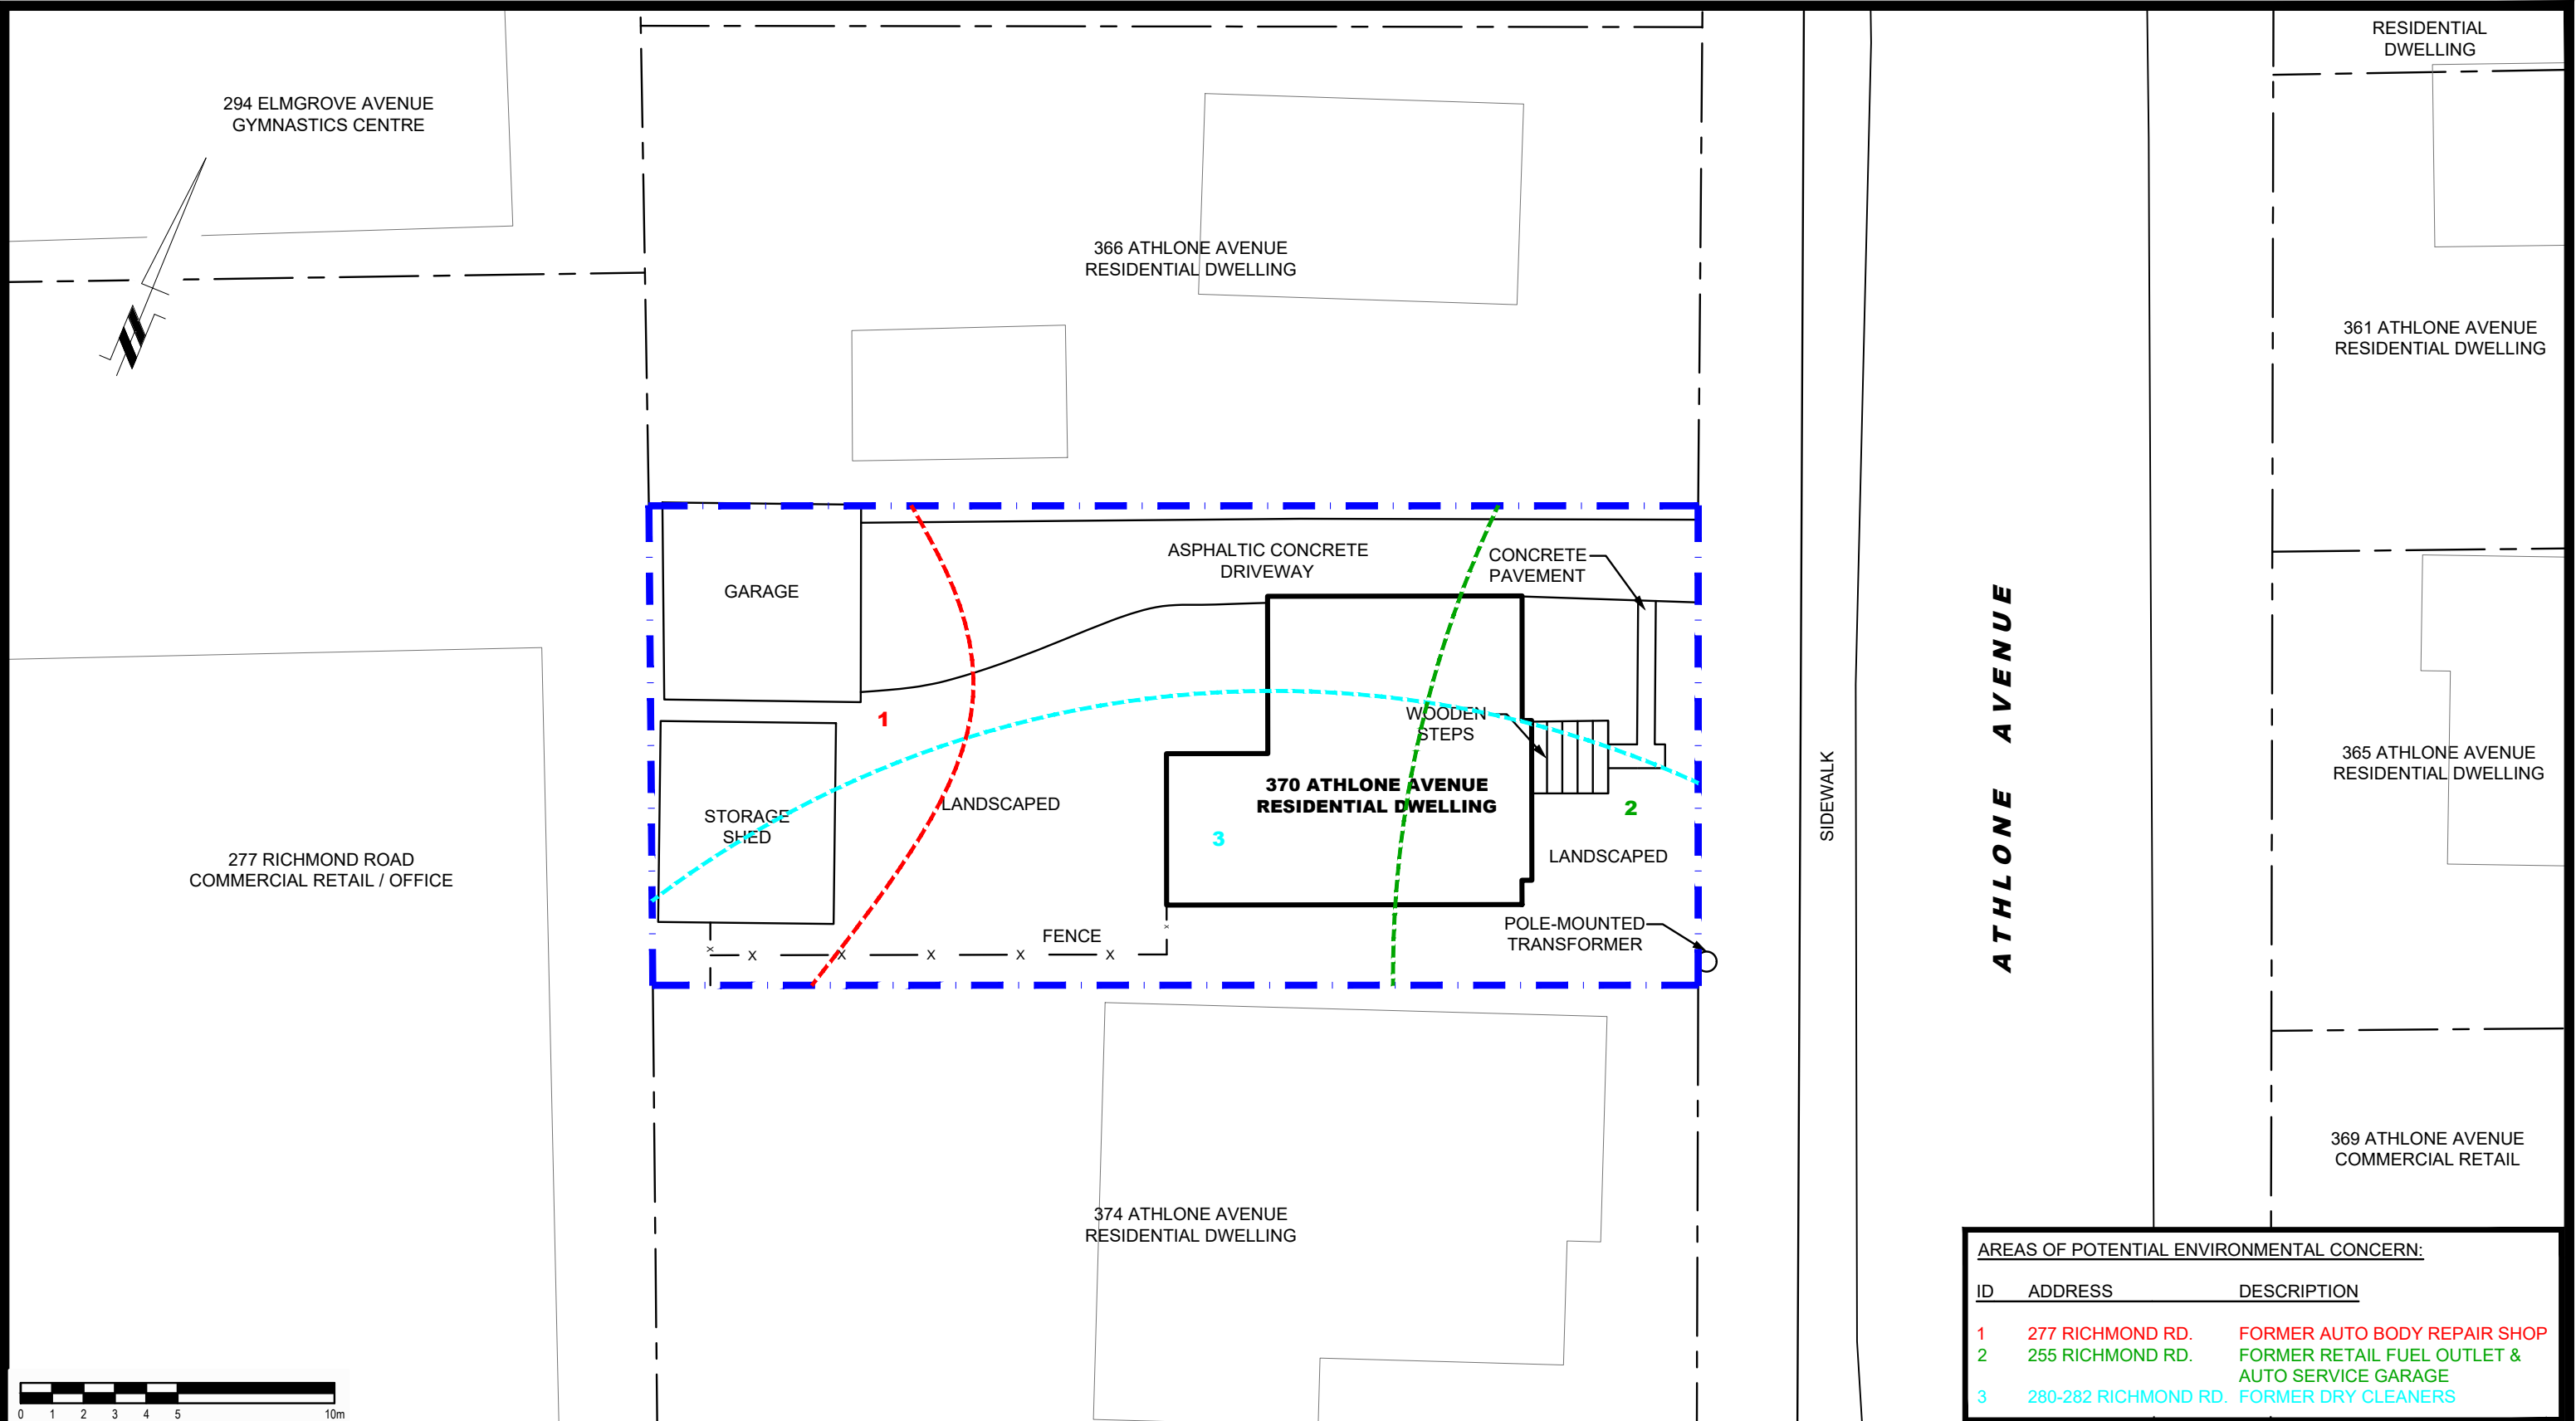 RESIDENTIAL
DWELLING
294 ELMGROVE AVENUE
GYMNASTICS CENTRE
366 ATHLONE AVENUE
RESIDENTIAL DWELLING
361 ATHLONE AVENUE
RESIDENTIAL DWELLING
ASPHALTIC CONCRETE
DRIVEWAY
CONCRETE
PAVEMENT
GARAGE
1
WOODEN
STEPS
370 ATHLONE AVENUE
RESIDENTIAL DWELLING
2
3
LANDSCAPED
STORAGE
SHED
LANDSCAPED
SIDEWALK
ATHLONE AVENUE
365 ATHLONE AVENUE
RESIDENTIAL DWELLING
277 RICHMOND ROAD
COMMERCIAL RETAIL / OFFICE
FENCE
X
X X X X X
X
POLE-MOUNTED
TRANSFORMER
369 ATHLONE AVENUE
COMMERCIAL RETAIL
374 ATHLONE AVENUE
RESIDENTIAL DWELLING
AREAS OF POTENTIAL ENVIRONMENTAL CONCERN:
ID ADDRESS DESCRIPTION
1 277 RICHMOND RD. FORMER AUTO BODY REPAIR SHOP
2 255 RICHMOND RD. FORMER RETAIL FUEL OUTLET &
AUTO SERVICE GARAGE
3 280-282 RICHMOND RD. FORMER DRY CLEANERS
0 1 2 3 4 5 10m